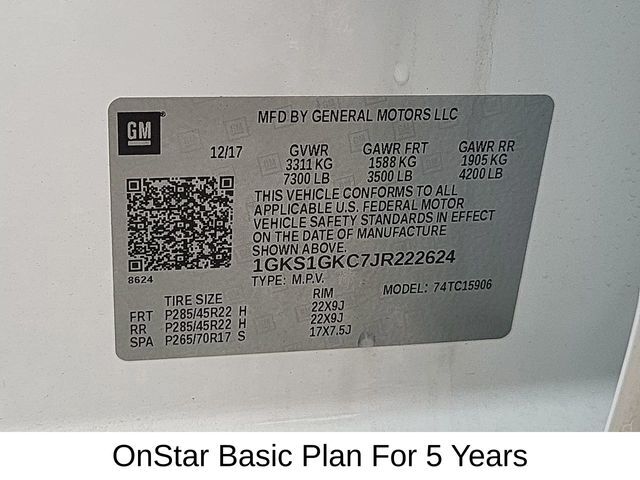 GM
MFD BY GENERAL MOTORS LLC
12/17 GVWR GAWR FRT GAWR RR
3311 KG 1588 KG 1905 KG
7300 LB 3500 LB 4200 LB
THIS VEHICLE CONFORMS TO ALL
APPLICABLE U.S. FEDERAL MOTOR
VEHICLE SAFETY STANDARDS IN EFFECT
ON THE DATE OF MANUFACTURE
SHOWN ABOVE.
8624
1GKS1GKC7JR222624
TYPE: M.P.V. MODEL: 74TC15906
TIRE SIZE RIM
FRT P285/45R22 H 22X9J
RR P285/45R22 H 22X9J
SPA P265/70R17 S 17X7.5J
OnStar Basic Plan For 5 Years